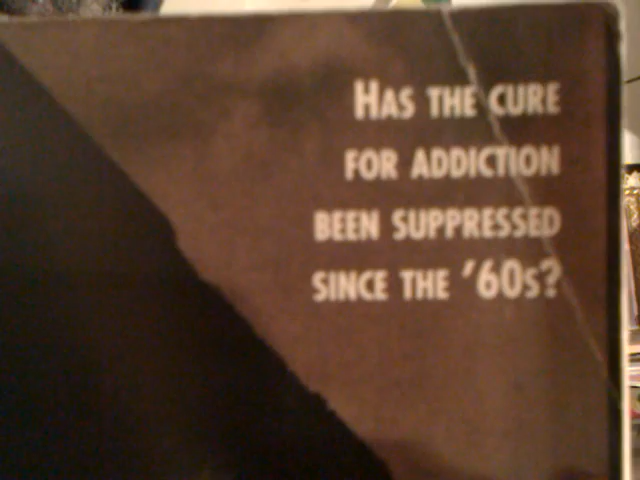 HAS THE CURE
FOR ADDICTION
BEEN SUPPRESSED
SINCE THE '60s?